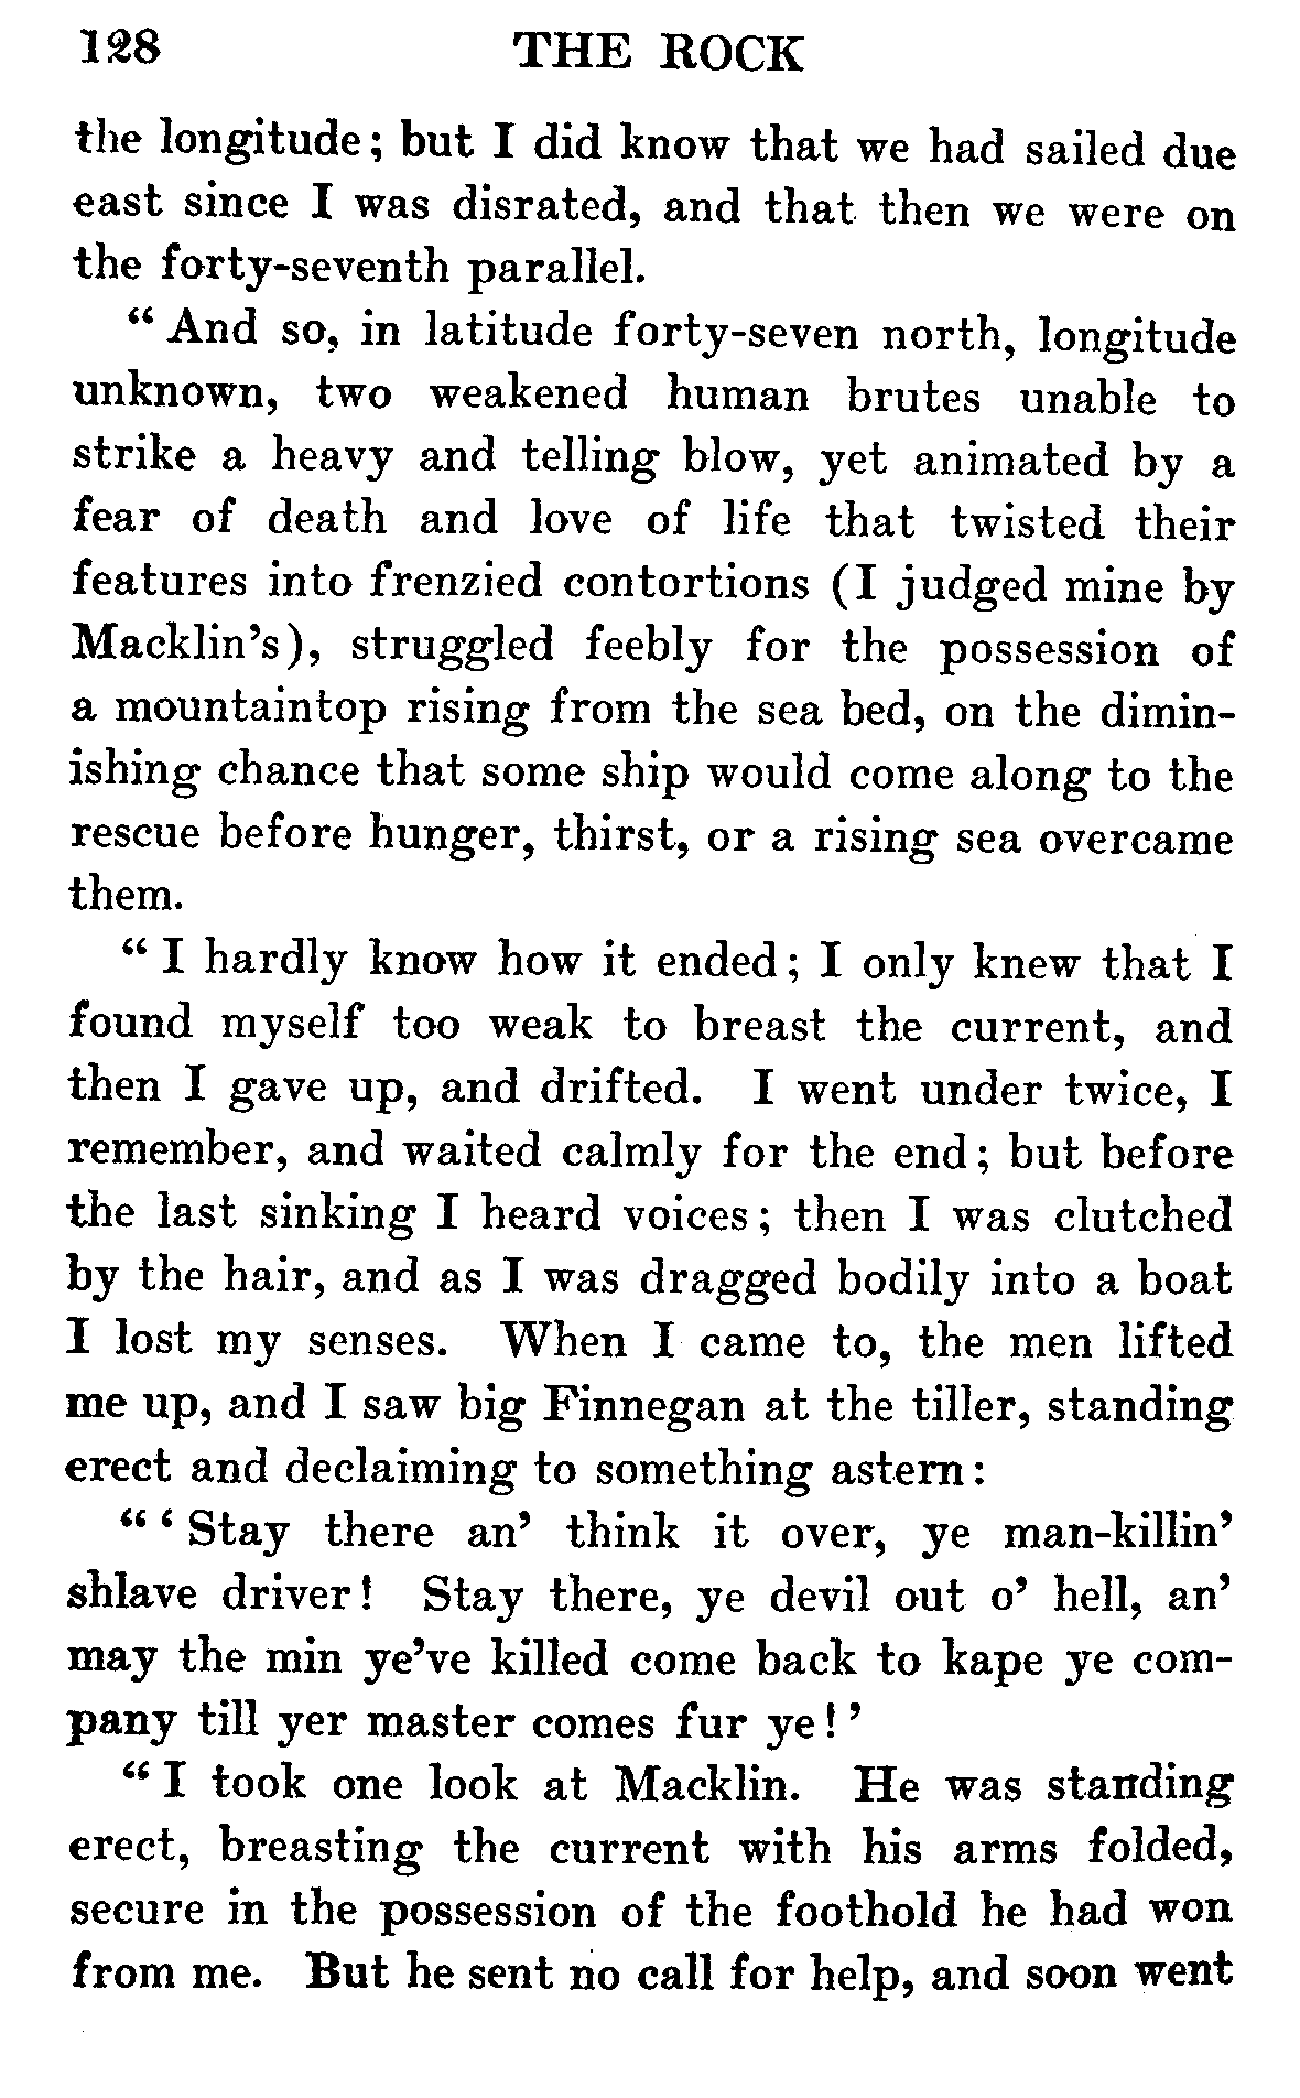 128 THE ROCK
the longitude; but I did know that we had sailed due
east since I was disrated, and that then we were on
the forty-seventh parallel.
“ And so, in latitude forty-seven north, longitude
unknown, two weakened human brutes unable to
strike a heavy and telling blow, yet animated by a
fear of death and love of life that twisted their
features into frenzied contortions (I judged mine by
Macklin’s), struggled feebly for the possession of
a mountaintop rising from the sea bed, on the dimin-
ishing chance that some ship would come along to the
rescue before hunger, thirst, or a rising sea overcame
them.
“ I hardly know how it ended; I only knew that I
found myself too weak to breast the current, and
then I gave up, and drifted. I went under twice, I
remember, and waited calmly for the end; but before
the last sinking I heard voices; then I was clutched
by the hair, and as I was dragged bodily into a boat
I lost my senses. When I came to, the men lifted
me up, and I saw big Finnegan at the tiller, standing
erect and declaiming to something astern:
“ ‘ Stay there an’ think it over, ye man-killin’
shlave driver! Stay there, ye devil out o’ hell, an’
may the min ye’ve killed come back to kape ye com-
pany till yer master comes fur ye! ’
“ I took one look at Macklin. He was standing
erect, breasting the current with his arms folded,
secure in the possession of the foothold he had won
from me. But he sent no call for help, and soon went